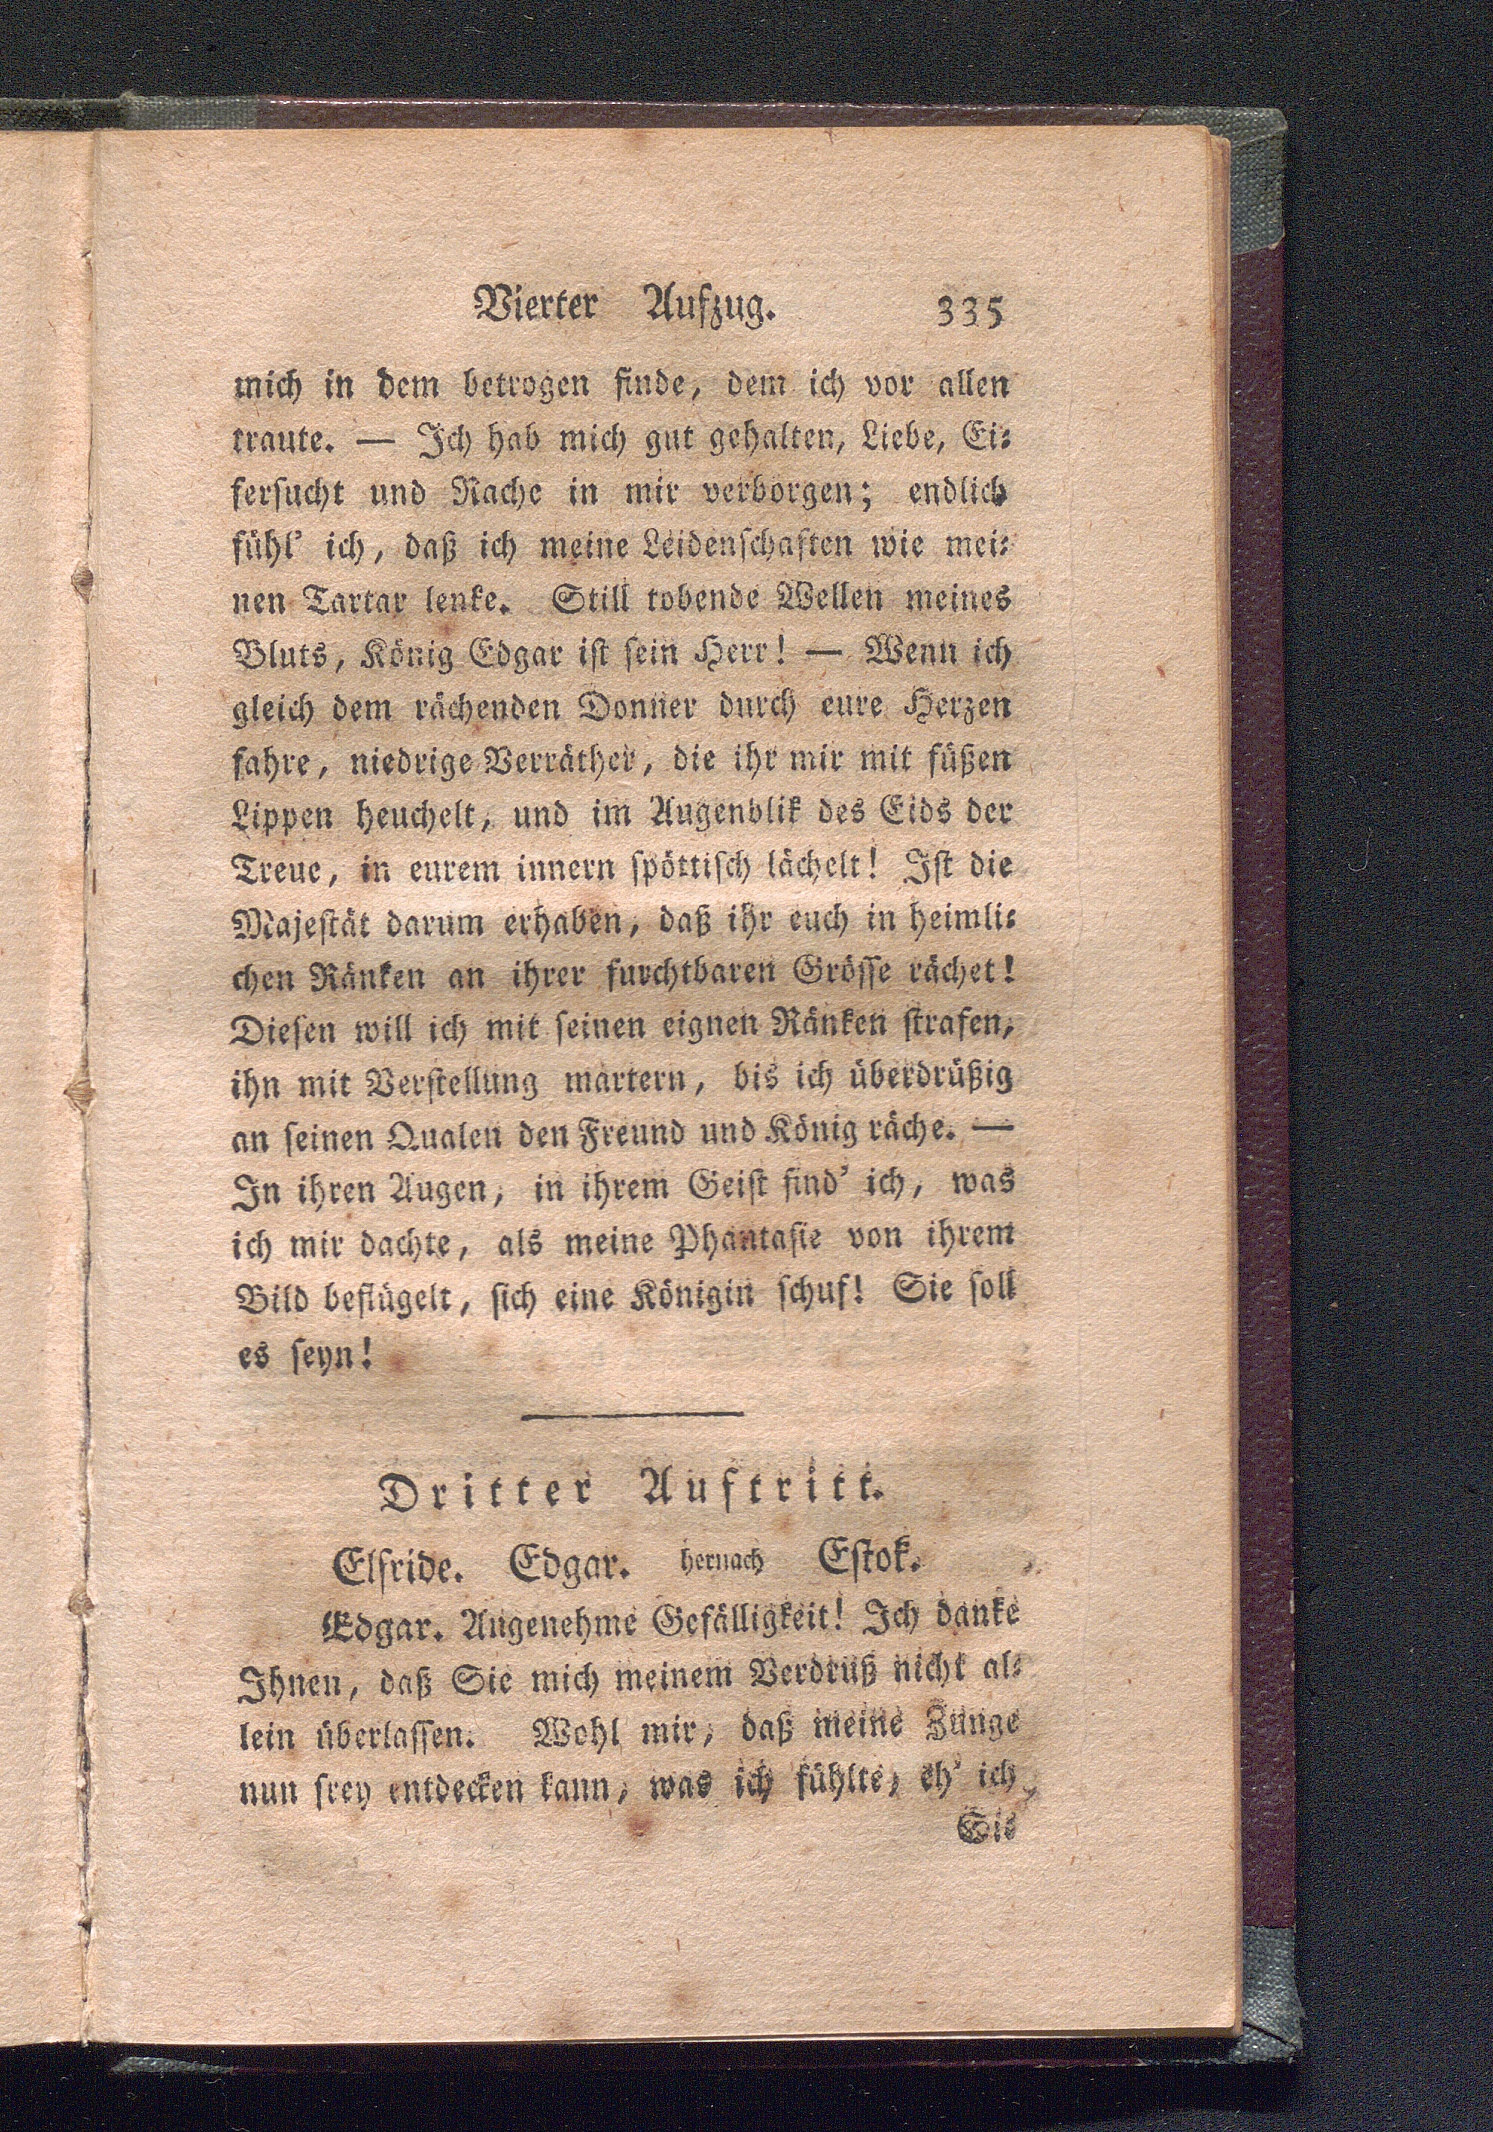 Vierter Aufzug. 335
mich in dem betrogen finde, dem ich vor allen
traute. — Ich hab mich gut gehalten, Liebe, Ei-
fersucht und Rache in mir verborgen; endlich
fühl' ich, daß ich meine Leidenschaften wie mei-
nen Tartar lenke. Still tobende Wellen meines
Bluts, König Edgar ist sein Herr! — Wenn ich
gleich dem rächenden Donner durch eure Herzen
fahre, niedrige Verräther, die ihr mir mit süßen
Lippen heuchelt, und im Augenblik des Eids der
Treue, in eurem innern spöttisch lächelt! Ist die
Majestät darum erhaben, daß ihr euch in heimli-
chen Ränken an ihrer furchtbaren Grösse rächet!
Diesen will ich mit seinen eignen Ränken strafen,
ihn mit Verstellung martern, bis ich überdrüßig
an seinen Qualen den Freund und König räche. —
In ihren Augen, in ihrem Geist find' ich, was
ich mir dachte, als meine Phantasie von ihrem
Bild beflügelt, sich eine Königin schuf! Sie soll
es seyn!
Dritter Auftritt.
Elfride. Edgar. hernach Estok.
Edgar. Angenehme Gefälligkeit! Ich danke
Ihnen, daß Sie mich meinem Verdruß nicht al-
lein überlassen. Wohl mir, daß meine Zunge
nun frey entdecken kann, was ich fühlte, eh' ich
Sie